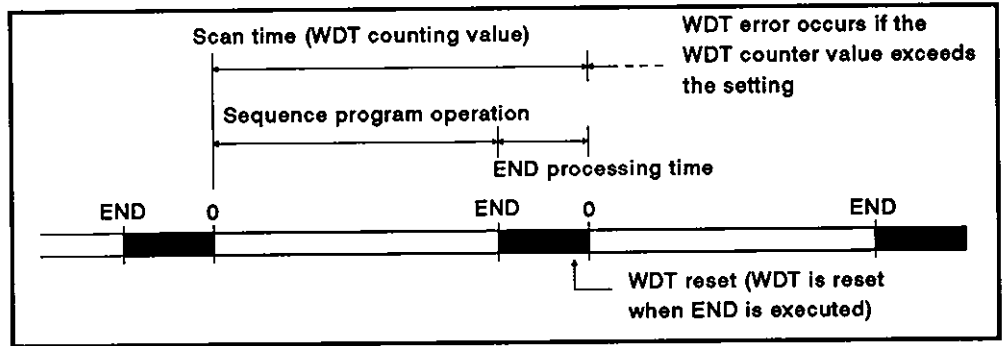 Scan time (WDT counting value)
WDT error occurs if the
WDT counter value exceeds
the setting
Sequence program operation
END processing time
END 0 END 0 END
WDT reset (WDT is reset
when END is executed)